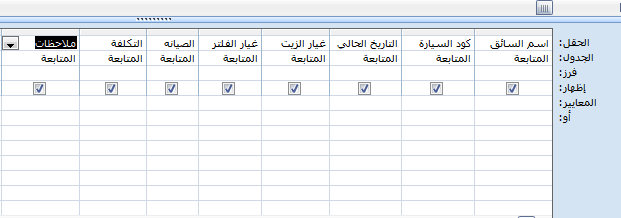 الحقل: اسم السائق كود السيارة التاريخ الحالي غيار الزيت غيار الفلتر الصيانه التكلفة ملاحظات
الجدول: المتابعة المتابعة المتابعة المتابعة المتابعة المتابعة المتابعة المتابعة
فرز:
إظهار:
المعايير:
أو: